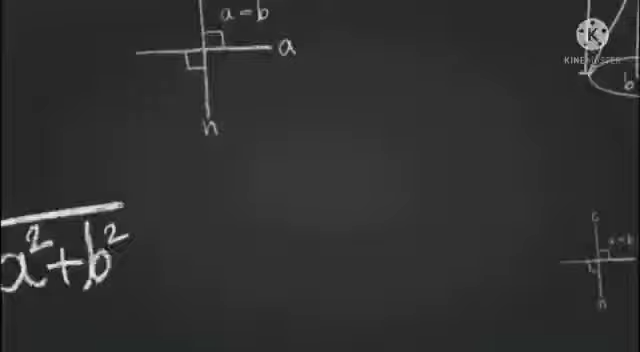 a = b
a
n
K
KINEMASTER
b
a²+b²
a = b
n